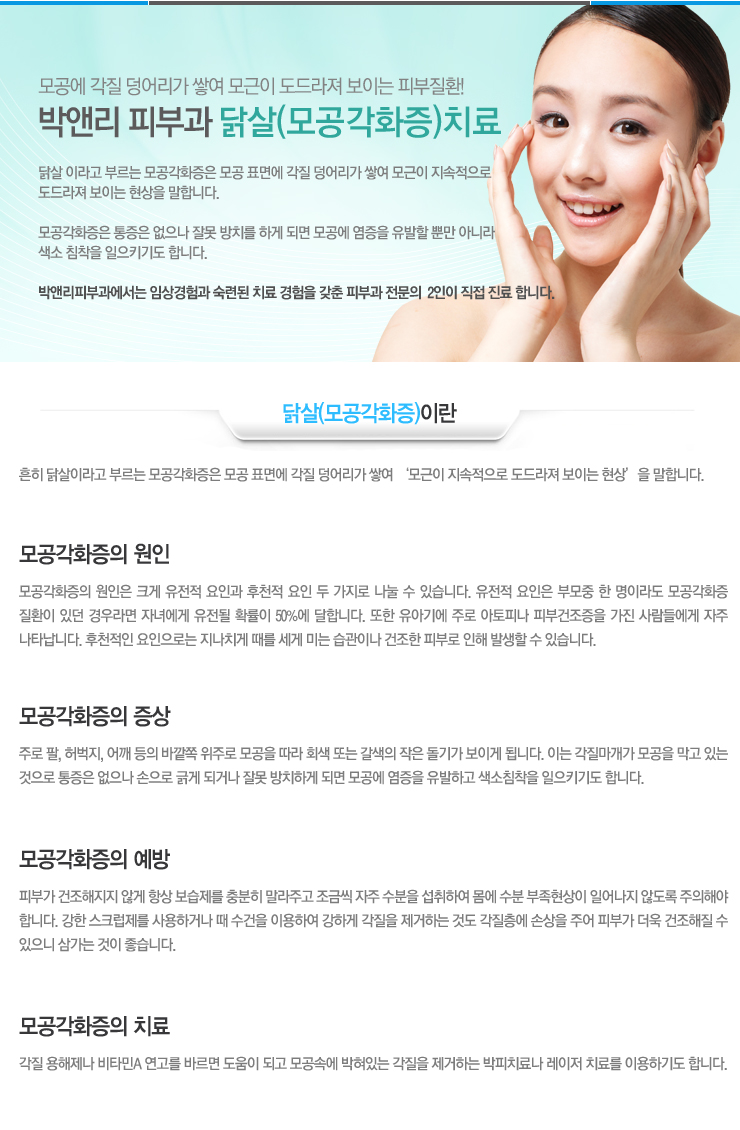 모공에 각질 덩어리가 쌓여 모근이 도드라져 보이는 피부질환!
박앤리 피부과 닭살(모공각화증)치료
닭살 이라고 부르는 모공각화증은 모공 표면에 각질 덩어리가 쌓여 모근이 지속적으로
도드라져 보이는 현상을 말합니다.
모공각화증은 통증은 없으나 잘못 방치를 하게 되면 모공에 염증을 유발할 뿐만 아니라
색소 침착을 일으키기도 합니다.
박앤리피부과에서는 임상경험과 숙련된 치료 경험을 갖춘 피부과 전문의 2인이 직접 진료 합니다.
닭살(모공각화증)이란
흔히 닭살이라고 부르는 모공각화증은 모공 표면에 각질 덩어리가 쌓여 ‘모근이 지속적으로 도드라져 보이는 현상’ 을 말합니다.
모공각화증의 원인
모공각화증의 원인은 크게 유전적 요인과 후천적 요인 두 가지로 나눌 수 있습니다. 유전적 요인은 부모중 한 명이라도 모공각화증
질환이 있던 경우라면 자녀에게 유전될 확률이 50%에 달합니다. 또한 유아기에 주로 아토피나 피부건조증을 가진 사람들에게 자주
나타납니다. 후천적인 요인으로는 지나치게 때를 세게 미는 습관이나 건조한 피부로 인해 발생할 수 있습니다.
모공각화증의 증상
주로 팔, 허벅지, 어깨 등의 바깥쪽 위주로 모공을 따라 회색 또는 갈색의 작은 돌기가 보이게 됩니다. 이는 각질마개가 모공을 막고 있는
것으로 통증은 없으나 손으로 긁게 되거나 잘못 방치하게 되면 모공에 염증을 유발하고 색소침착을 일으키기도 합니다.
모공각화증의 예방
피부가 건조해지지 않게 항상 보습제를 충분히 말라주고 조금씩 자주 수분을 섭취하여 몸에 수분 부족현상이 일어나지 않도록 주의해야
합니다. 강한 스크럽제를 사용하거나 때 수건을 이용하여 강하게 각질을 제거하는 것도 각질층에 손상을 주어 피부가 더욱 건조해질 수
있으니 삼가는 것이 좋습니다.
모공각화증의 치료
각질 용해제나 비타민A 연고를 바르면 도움이 되고 모공속에 박혀있는 각질을 제거하는 박피치료나 레이저 치료를 이용하기도 합니다.